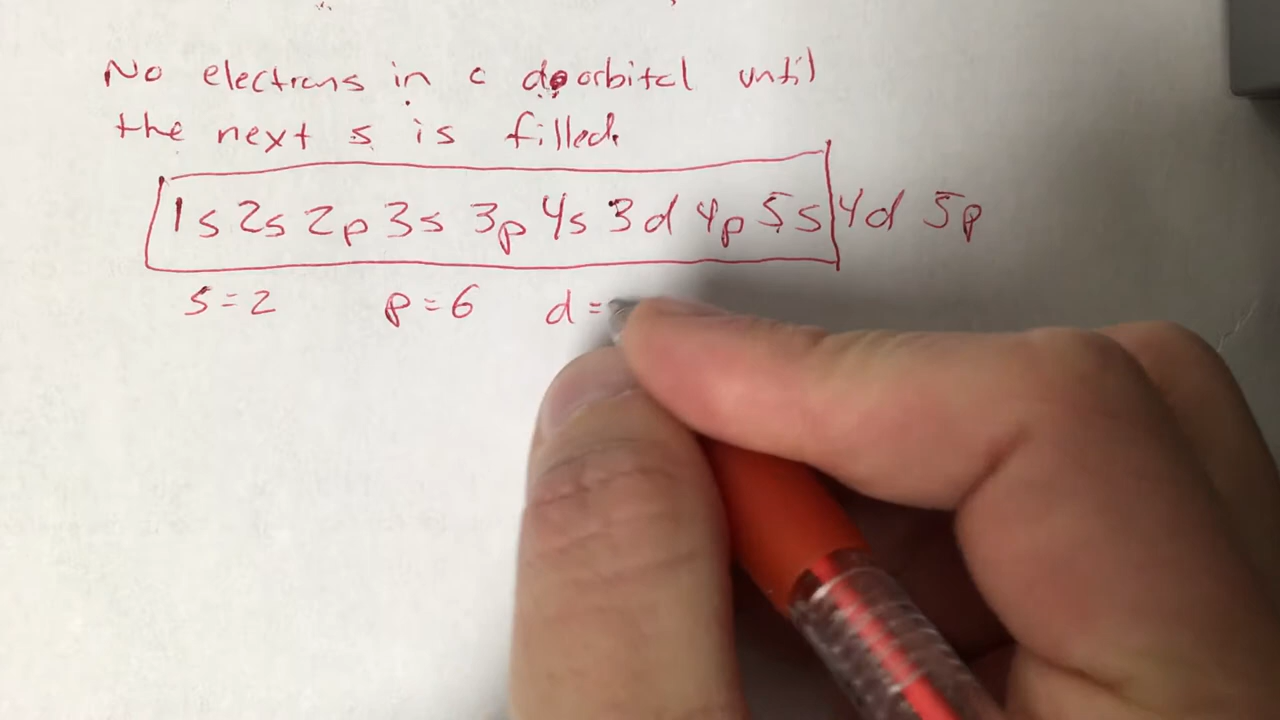 No electrons in a d orbital until
the next s is filled.
1s 2s 2p 3s 3p 4s 3d 4p 5s 4d 5p
s=2 p=6 d=